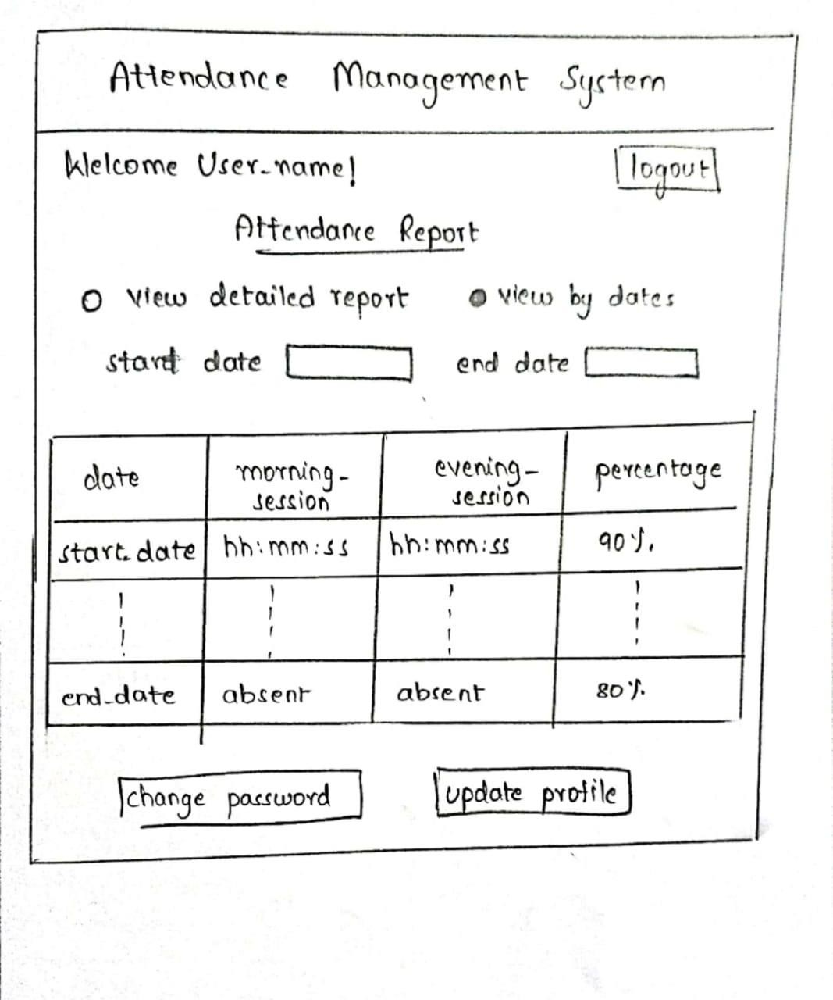 Attendance Management System
Welcome User-name!
logout
Attendance Report
view detailed report
view by dates
start date
end date
date
morning-
session
evening-
session
percentage
start-date
hh:mm:ss
hh:mm:ss
90%
end-date
absent
absent
80%
change password
update profile